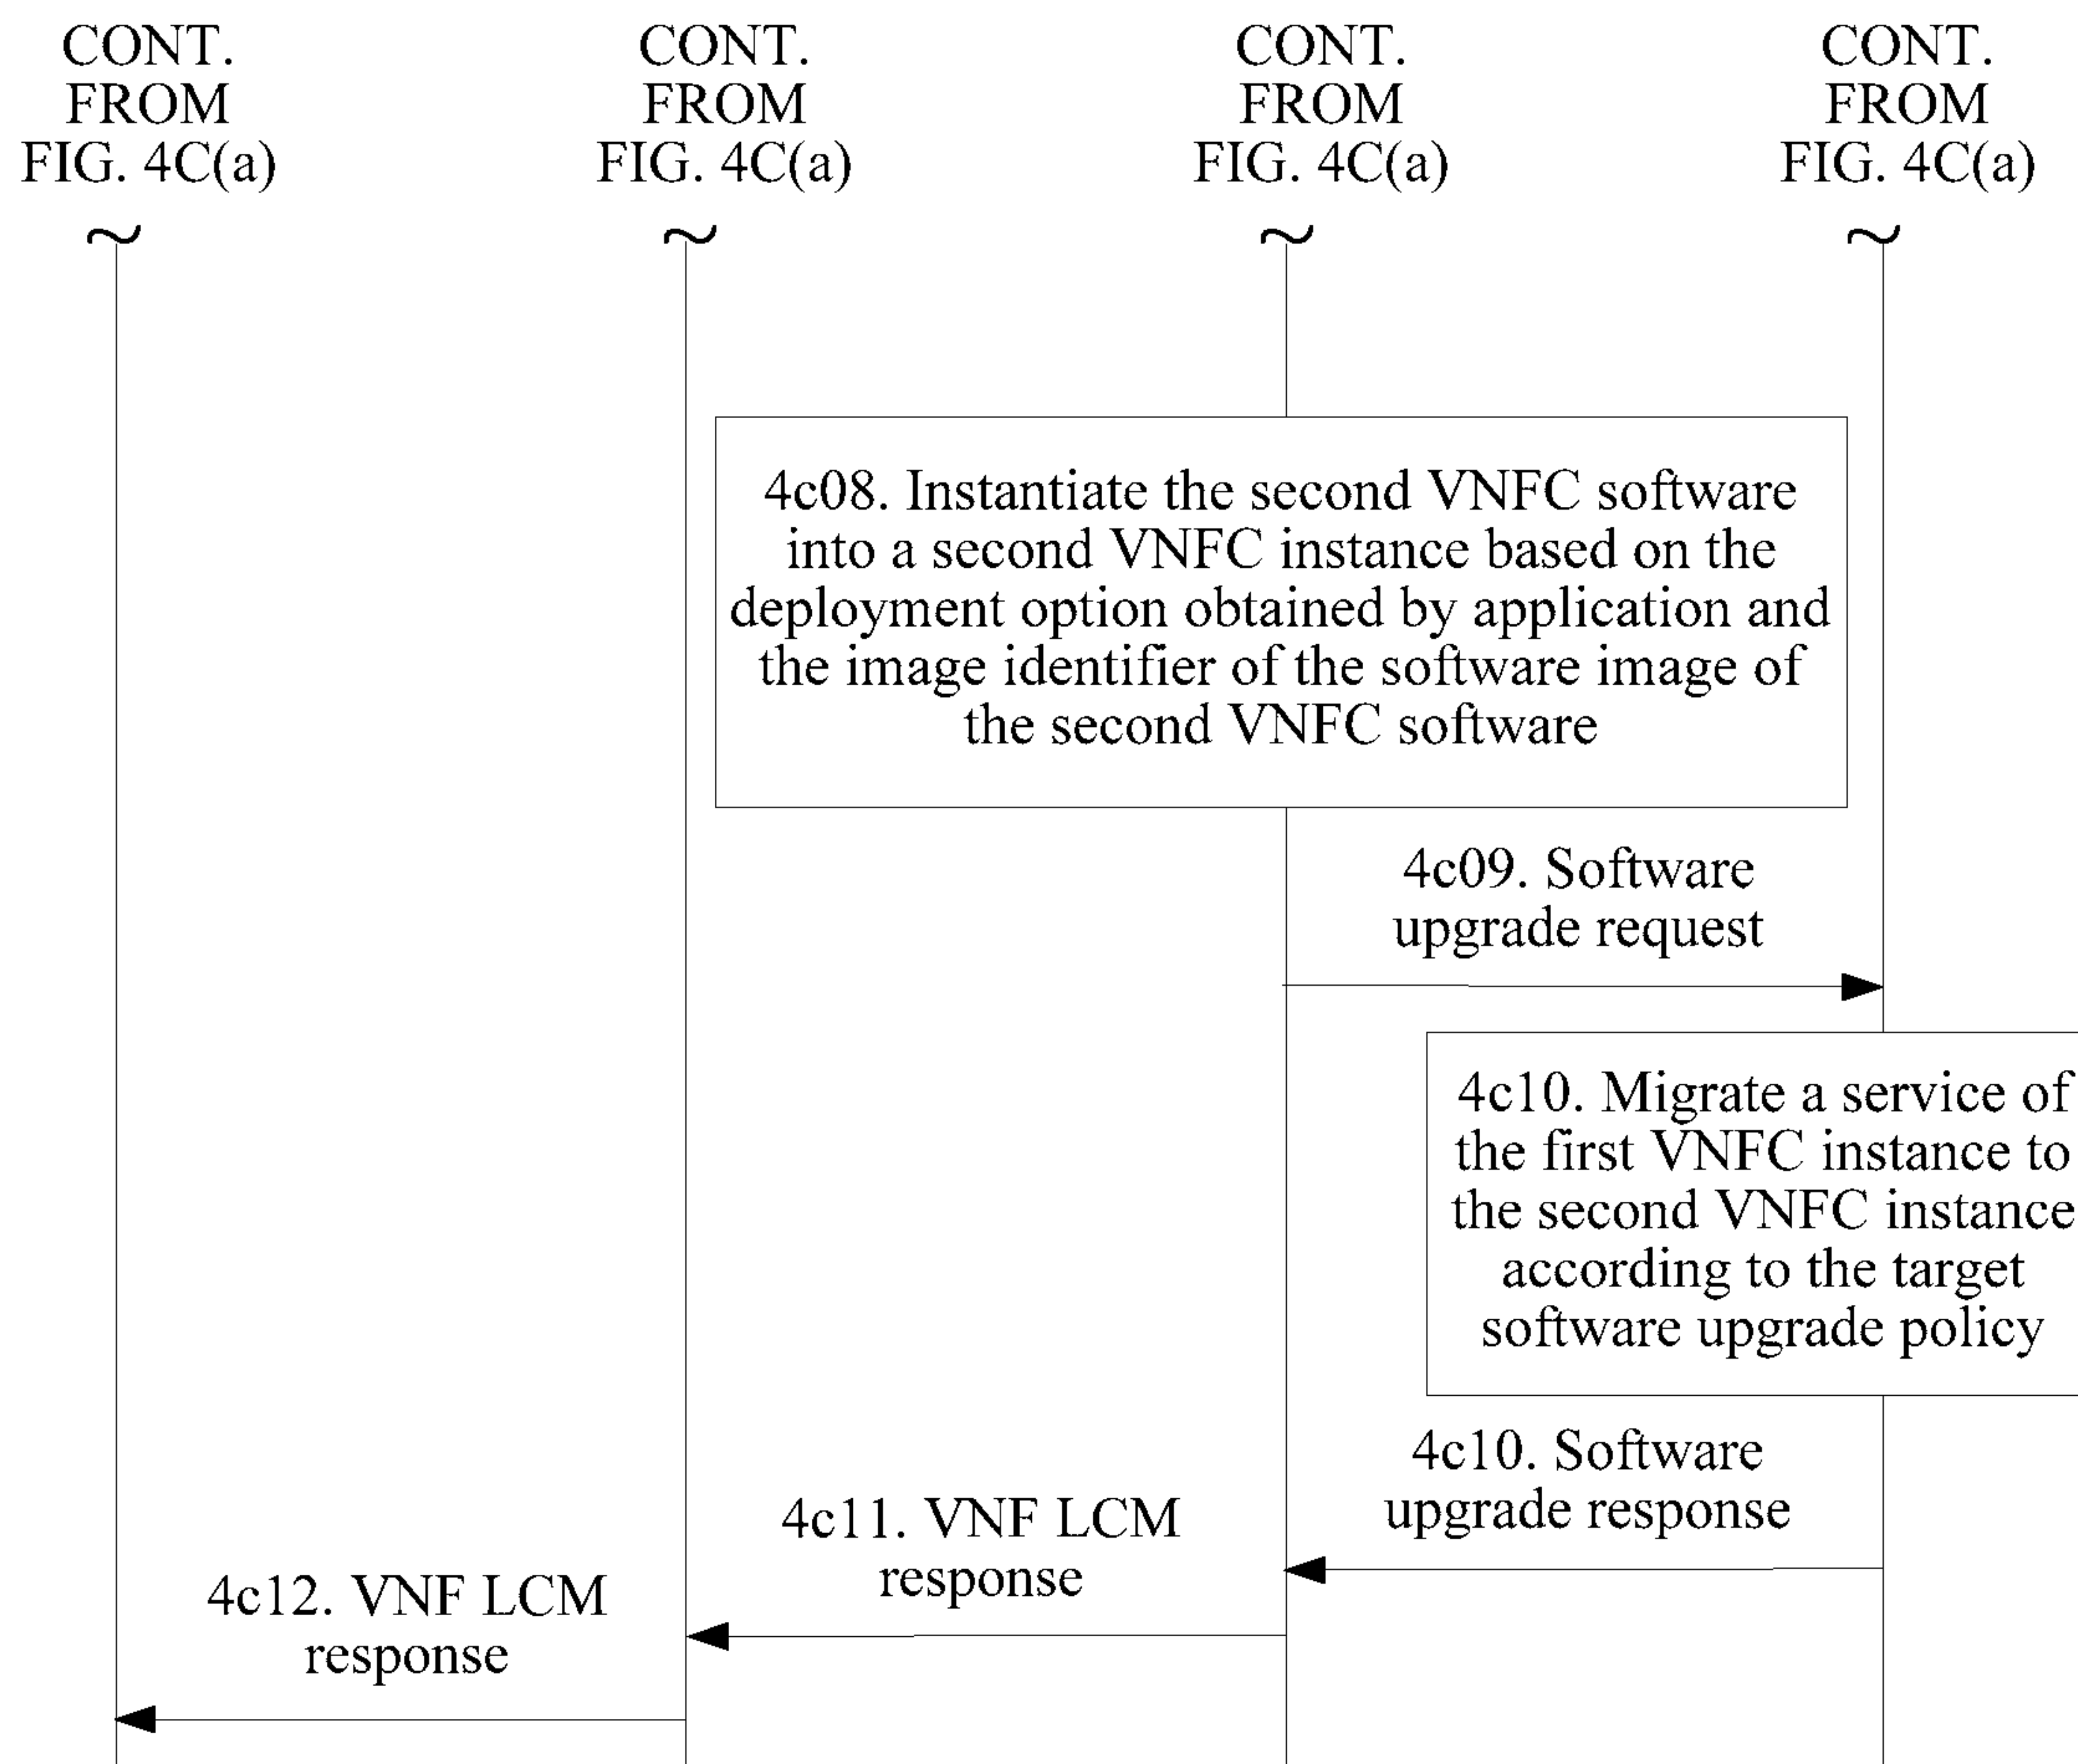 CONT.
FROM
FIG. 4C(a)
CONT.
FROM
FIG. 4C(a)
CONT.
FROM
FIG. 4C(a)
CONT.
FROM
FIG. 4C(a)
4c08. Instantiate the second VNFC software
into a second VNFC instance based on the
deployment option obtained by application and
the image identifier of the software image of
the second VNFC software
4c09. Software
upgrade request
4c10. Migrate a service of
the first VNFC instance to
the second VNFC instance
according to the target
software upgrade policy
4c10. Software
upgrade response
4c11. VNF LCM
response
4c12. VNF LCM
response